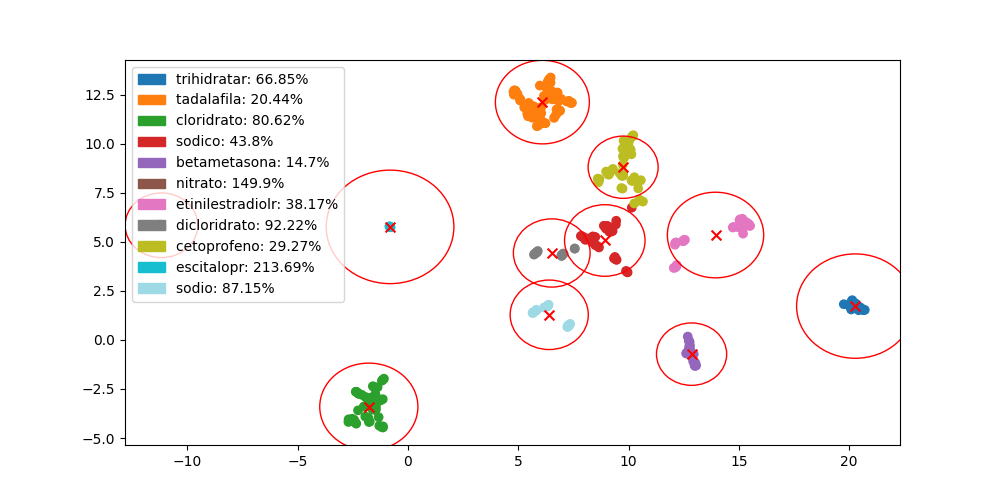 trihidratar: 66.85%
tadalafila: 20.44%
cloridrato: 80.62%
sodico: 43.8%
betametasona: 14.7%
nitrato: 149.9%
etinilestradiolr: 38.17%
dicloridrato: 92.22%
cetoprofeno: 29.27%
escitalopr: 213.69%
sodio: 87.15%
12.5
10.0
7.5
5.0
2.5
0.0
−2.5
−5.0
−10 −5 0 5 10 15 20